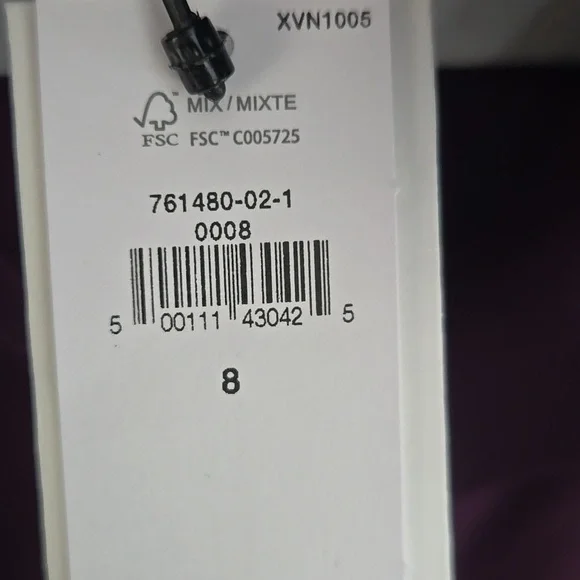 XVN1005
MIX/MIXTE
FSC FSC™ C005725
761480-02-1
0008
5 00111 43042 5
8